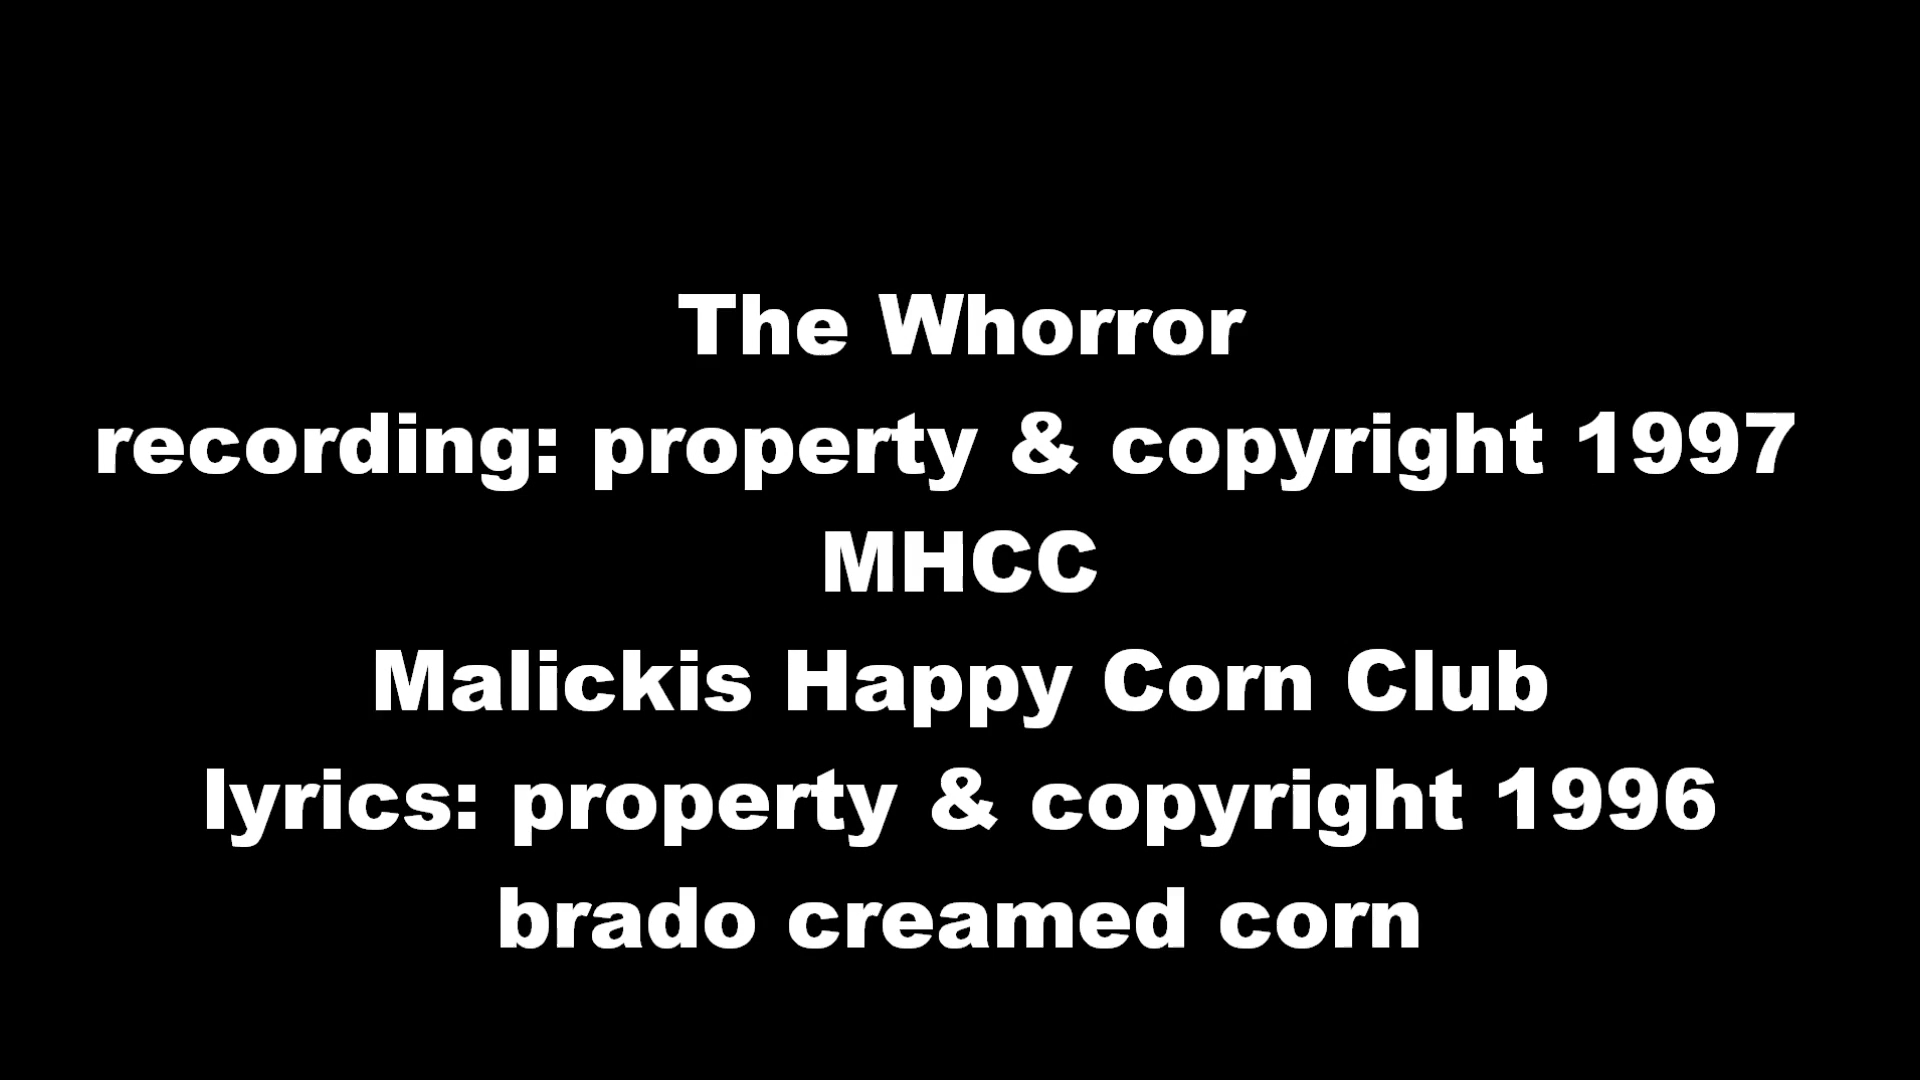 The Whorror
recording: property & copyright 1997
MHCC
Malickis Happy Corn Club
lyrics: property & copyright 1996
brado creamed corn